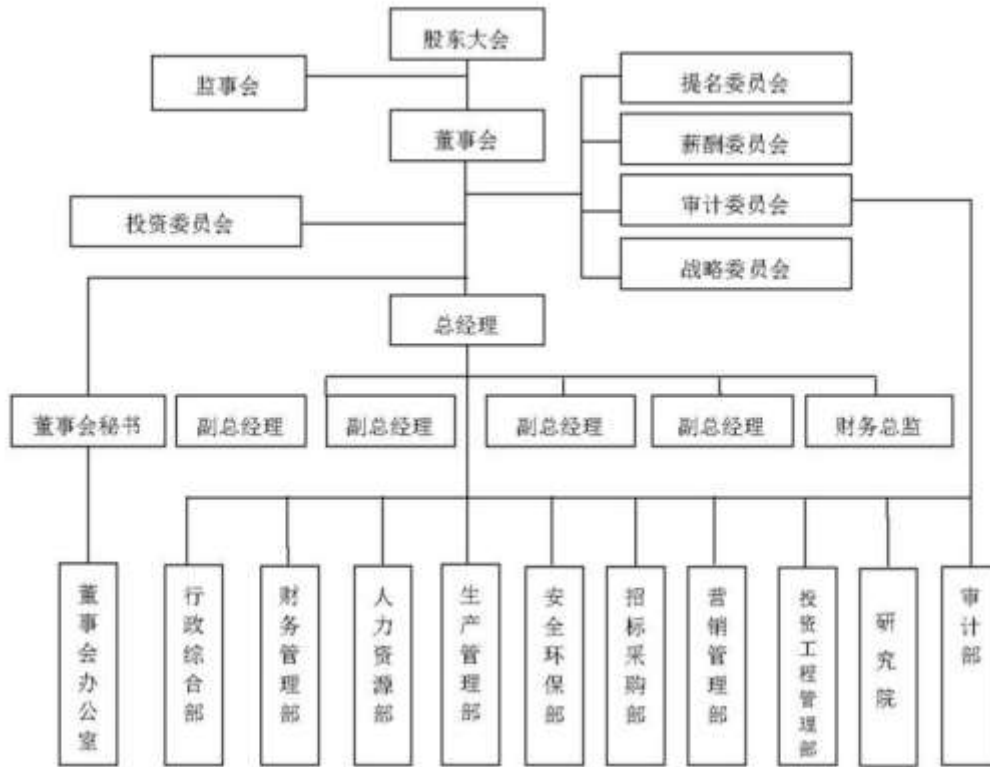 股东大会
监事会
提名委员会
董事会
薪酬委员会
投资委员会
审计委员会
战略委员会
总经理
董事会秘书
副总经理
副总经理
副总经理
副总经理
财务总监
董事会办公室
行政综合部
财务管理部
人力资源部
生产管理部
安全环保部
招标采购部
营销管理部
投资工程管理部
研究院
审计部